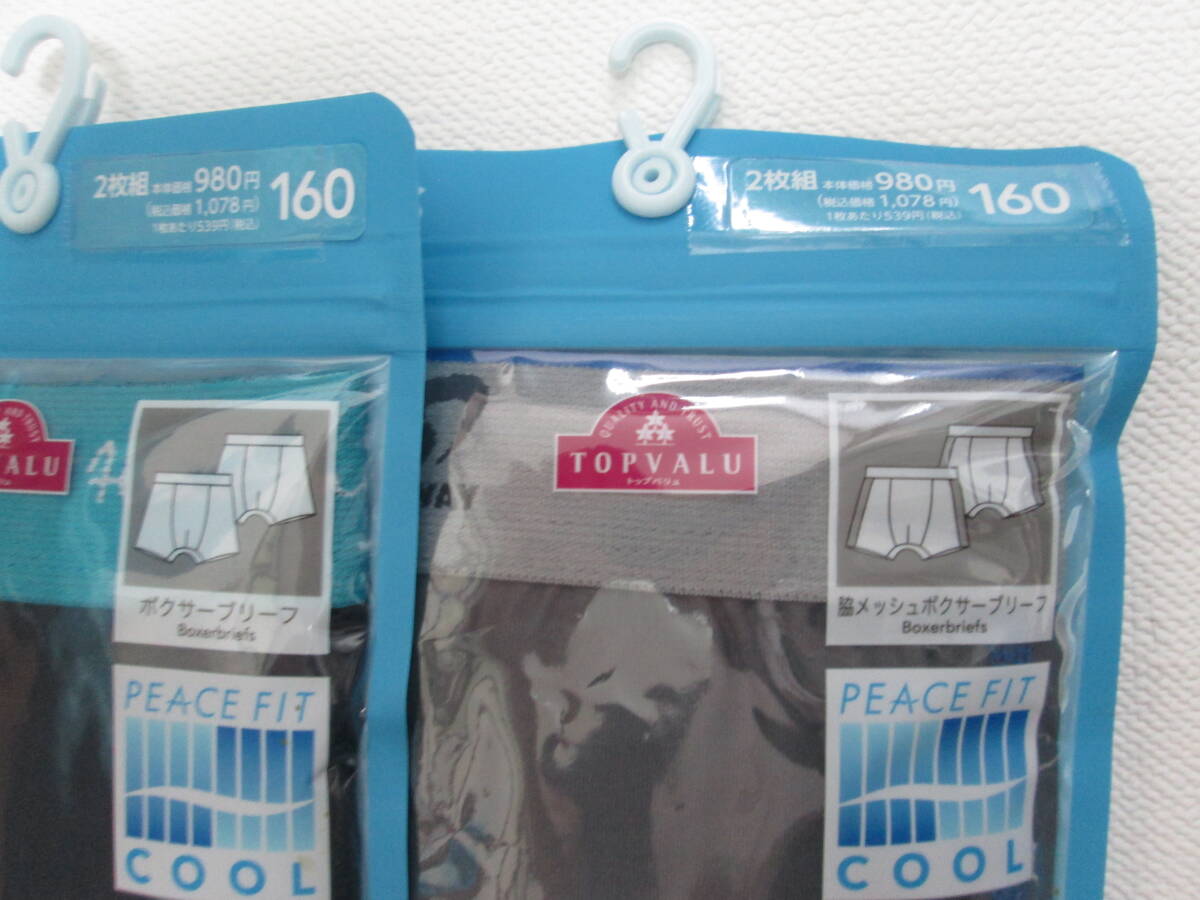 2枚組 本体価格 980円
(税込価格 1,078円)
1枚あたり539円(税込)
160
VALU
ボクサーブリーフ
Boxerbriefs
PEACE FIT
COOL
2枚組 本体価格 980円
(税込価格 1,078円)
1枚あたり539円(税込)
160
QUALITY AND TRUST
TOPVALU
トップバリュ
WAY
脇メッシュボクサーブリーフ
Boxerbriefs
PEACE FIT
COOL